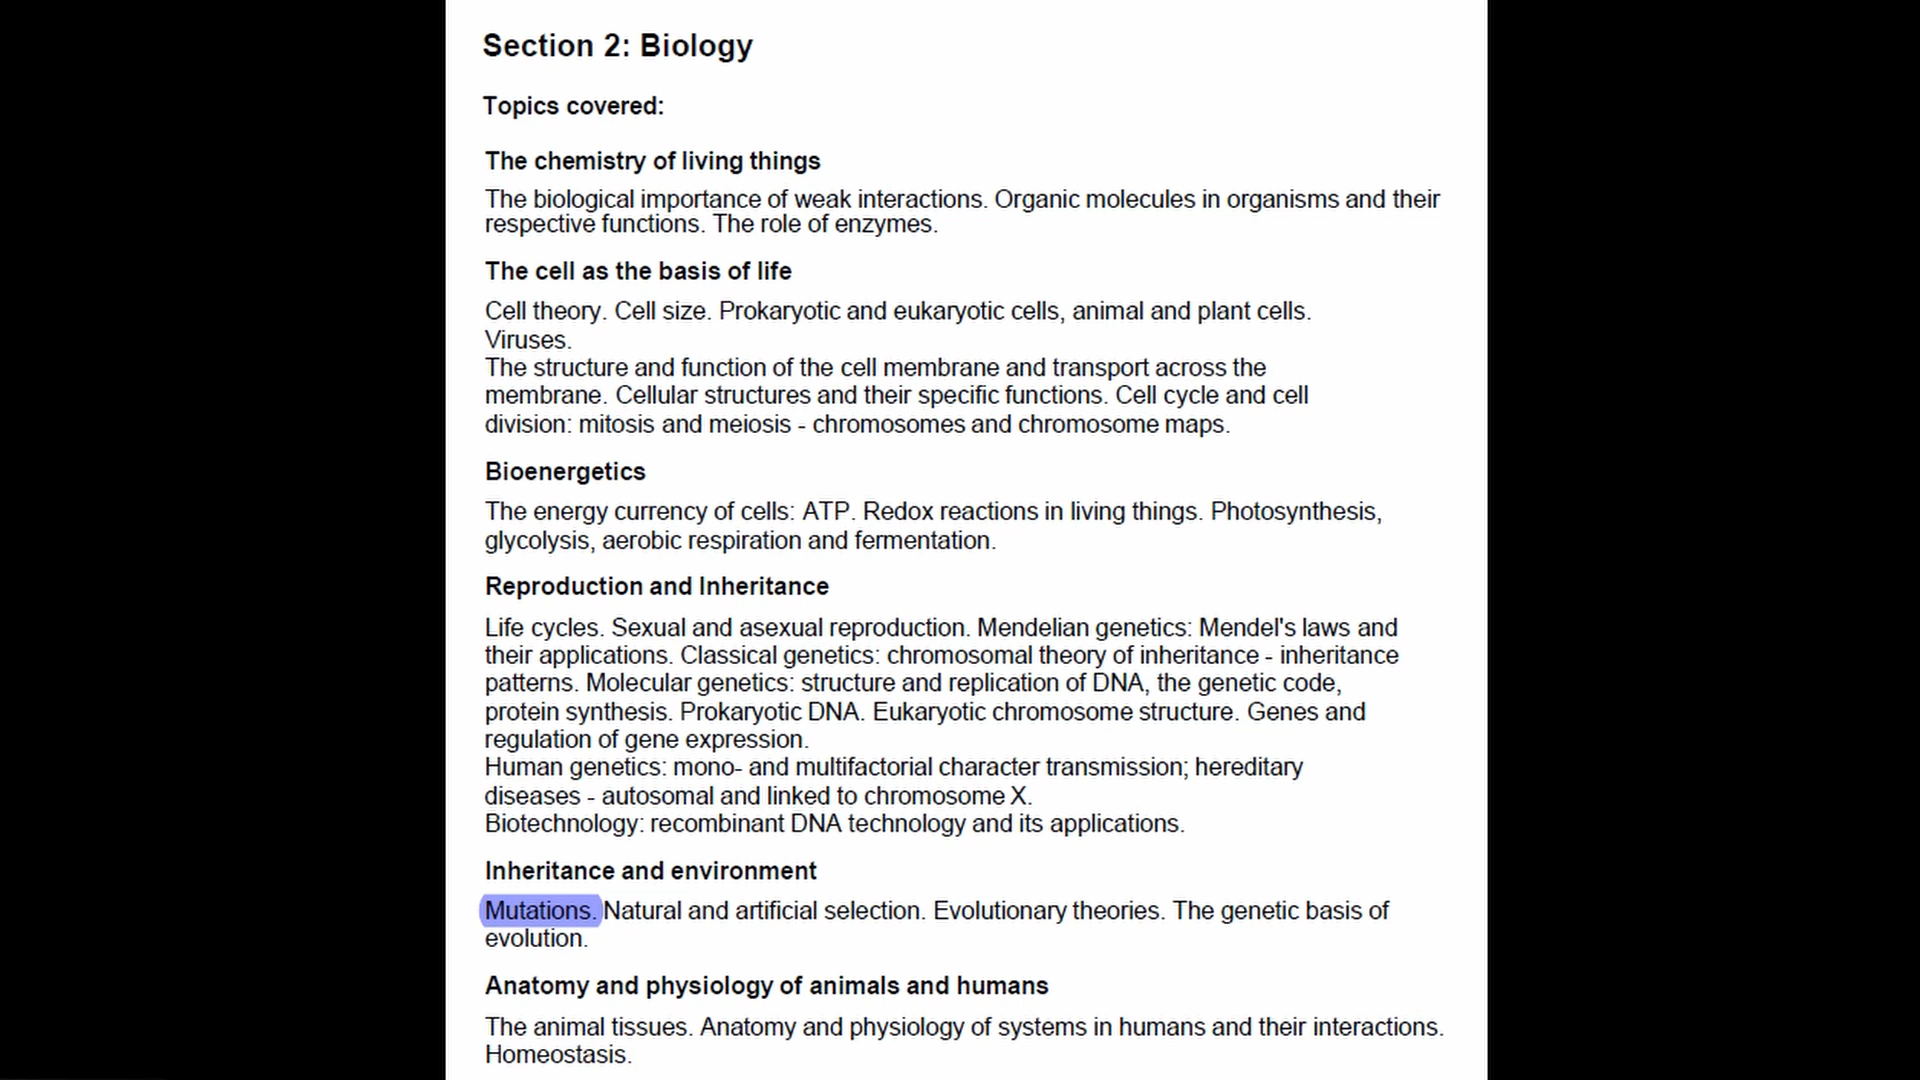 Section 2: Biology
Topics covered:
The chemistry of living things
The biological importance of weak interactions. Organic molecules in organisms and their
respective functions. The role of enzymes.
The cell as the basis of life
Cell theory. Cell size. Prokaryotic and eukaryotic cells, animal and plant cells.
Viruses.
The structure and function of the cell membrane and transport across the
membrane. Cellular structures and their specific functions. Cell cycle and cell
division: mitosis and meiosis - chromosomes and chromosome maps.
Bioenergetics
The energy currency of cells: ATP. Redox reactions in living things. Photosynthesis,
glycolysis, aerobic respiration and fermentation.
Reproduction and Inheritance
Life cycles. Sexual and asexual reproduction. Mendelian genetics: Mendel's laws and
their applications. Classical genetics: chromosomal theory of inheritance - inheritance
patterns. Molecular genetics: structure and replication of DNA, the genetic code,
protein synthesis. Prokaryotic DNA. Eukaryotic chromosome structure. Genes and
regulation of gene expression.
Human genetics: mono- and multifactorial character transmission; hereditary
diseases - autosomal and linked to chromosome X.
Biotechnology: recombinant DNA technology and its applications.
Inheritance and environment
Mutations. Natural and artificial selection. Evolutionary theories. The genetic basis of
evolution.
Anatomy and physiology of animals and humans
The animal tissues. Anatomy and physiology of systems in humans and their interactions.
Homeostasis.